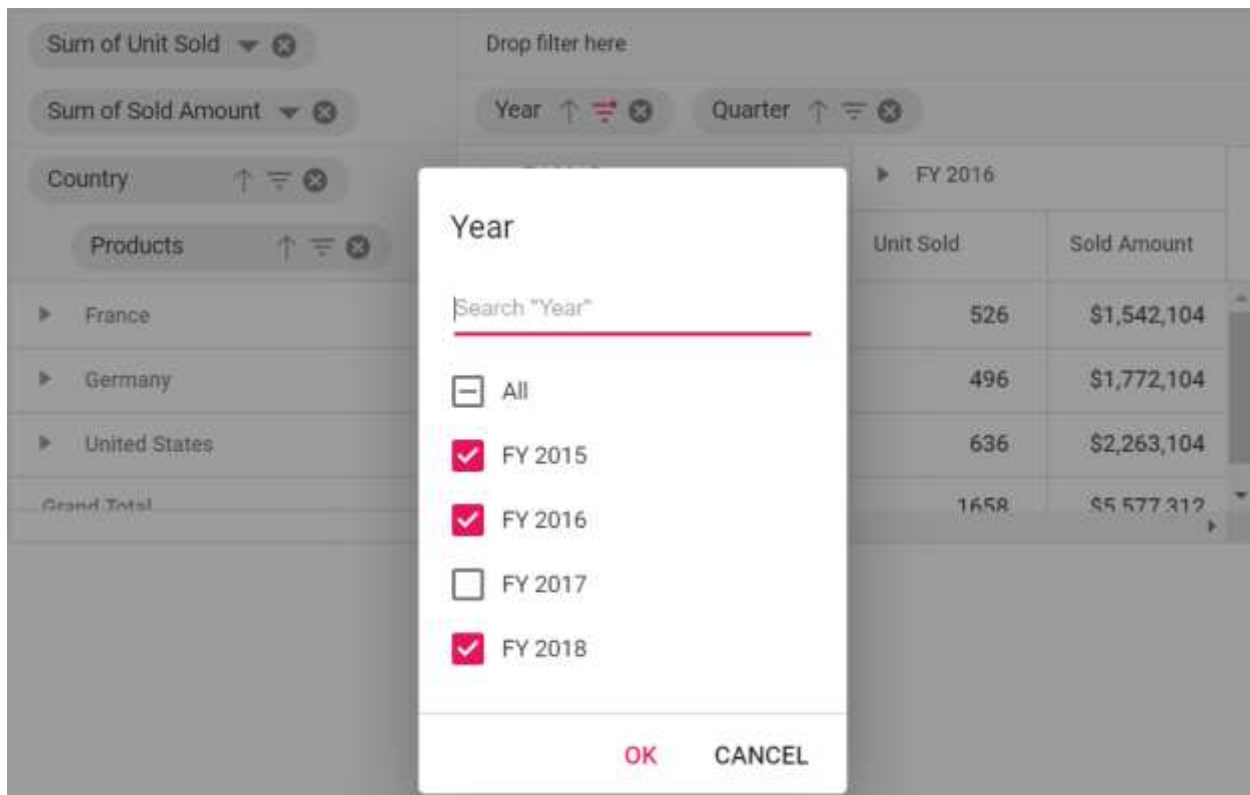 Sum of Unit Sold
Drop filter here
Sum of Sold Amount
Year Quarter
Country
FY 2016
Products
Unit Sold Sold Amount
France 526 $1,542,104
Germany 496 $1,772,104
United States 636 $2,263,104
Grand Total 1658 $5,577,312
Year
Search "Year"
All
FY 2015
FY 2016
FY 2017
FY 2018
OK CANCEL